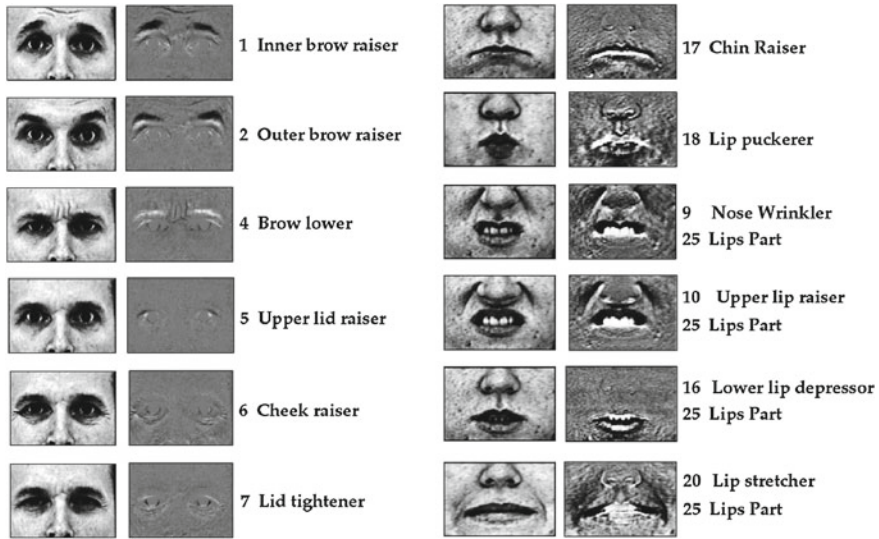 1 Inner brow raiser
2 Outer brow raiser
4 Brow lower
5 Upper lid raiser
6 Cheek raiser
7 Lid tightener
17 Chin Raiser
18 Lip puckerer
9 Nose Wrinkler
25 Lips Part
10 Upper lip raiser
25 Lips Part
16 Lower lip depressor
25 Lips Part
20 Lip stretcher
25 Lips Part